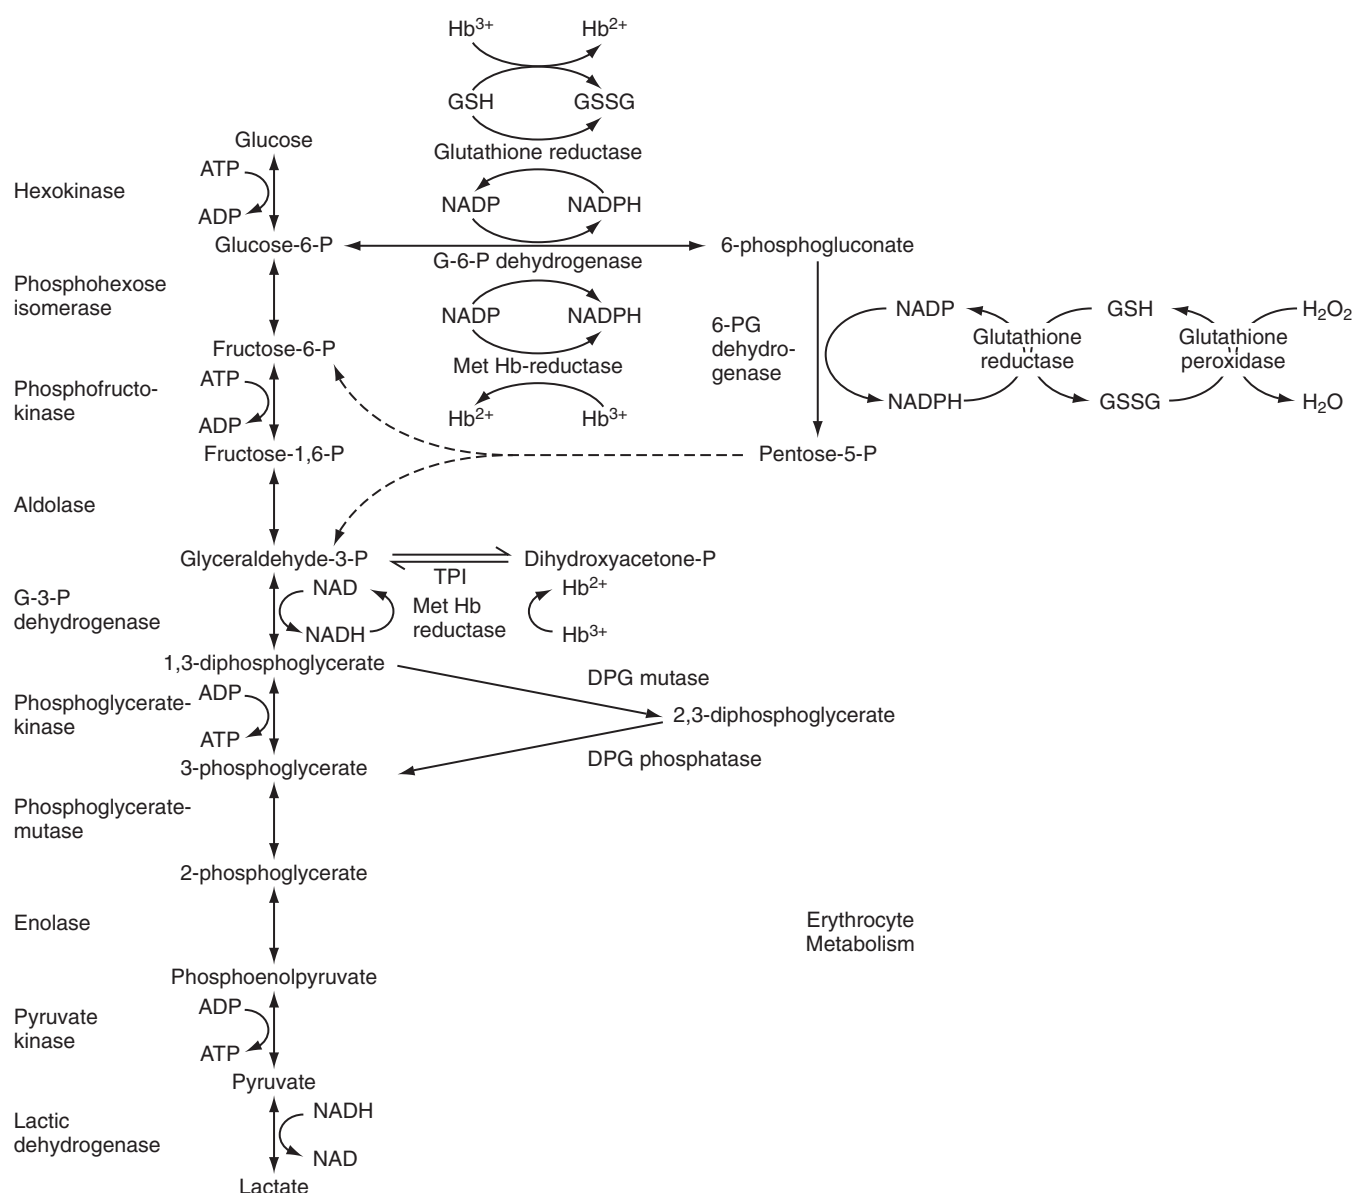 Hb³⁺ Hb²⁺
GSH GSSG
Glutathione reductase
NADP NADPH
G-6-P dehydrogenase
NADP NADPH
Met Hb-reductase
Hb²⁺ Hb³⁺
Glucose
ATP
Hexokinase
ADP
Glucose-6-P
6-phosphogluconate
Phosphohexose
isomerase
Fructose-6-P
ATP
Phosphofructo-
kinase
ADP
Fructose-1,6-P
6-PG
dehydro-
genase
NADP GSH H₂O₂
Glutathione
reductase
Glutathione
peroxidase
NADPH GSSG H₂O
Pentose-5-P
Aldolase
Glyceraldehyde-3-P
TPI
Dihydroxyacetone-P
G-3-P
dehydrogenase
NAD
NADH
Met Hb
reductase
Hb²⁺
Hb³⁺
1,3-diphosphoglycerate
DPG mutase
2,3-diphosphoglycerate
DPG phosphatase
Phosphoglycerate-
kinase
ADP
ATP
3-phosphoglycerate
Phosphoglycerate-
mutase
2-phosphoglycerate
Enolase
Erythrocyte
Metabolism
Phosphoenolpyruvate
Pyruvate
kinase
ADP
ATP
Pyruvate
Lactic
dehydrogenase
NADH
NAD
Lactate